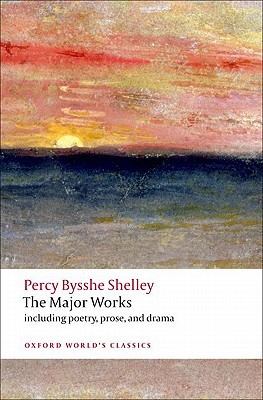 Percy Bysshe Shelley
The Major Works
including poetry, prose, and drama
OXFORD WORLD'S CLASSICS